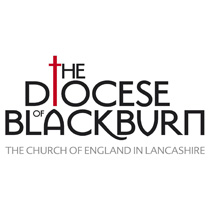 THE
DIOCESE
OF
BLACKBURN
THE CHURCH OF ENGLAND IN LANCASHIRE